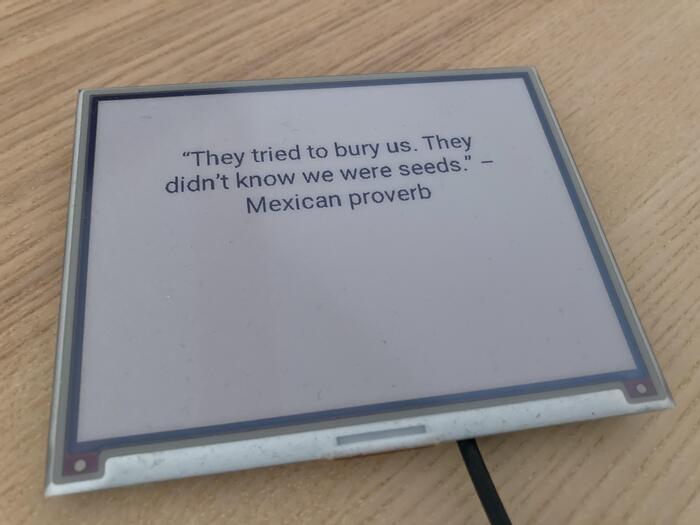 “They tried to bury us. They
didn’t know we were seeds.” –
Mexican proverb